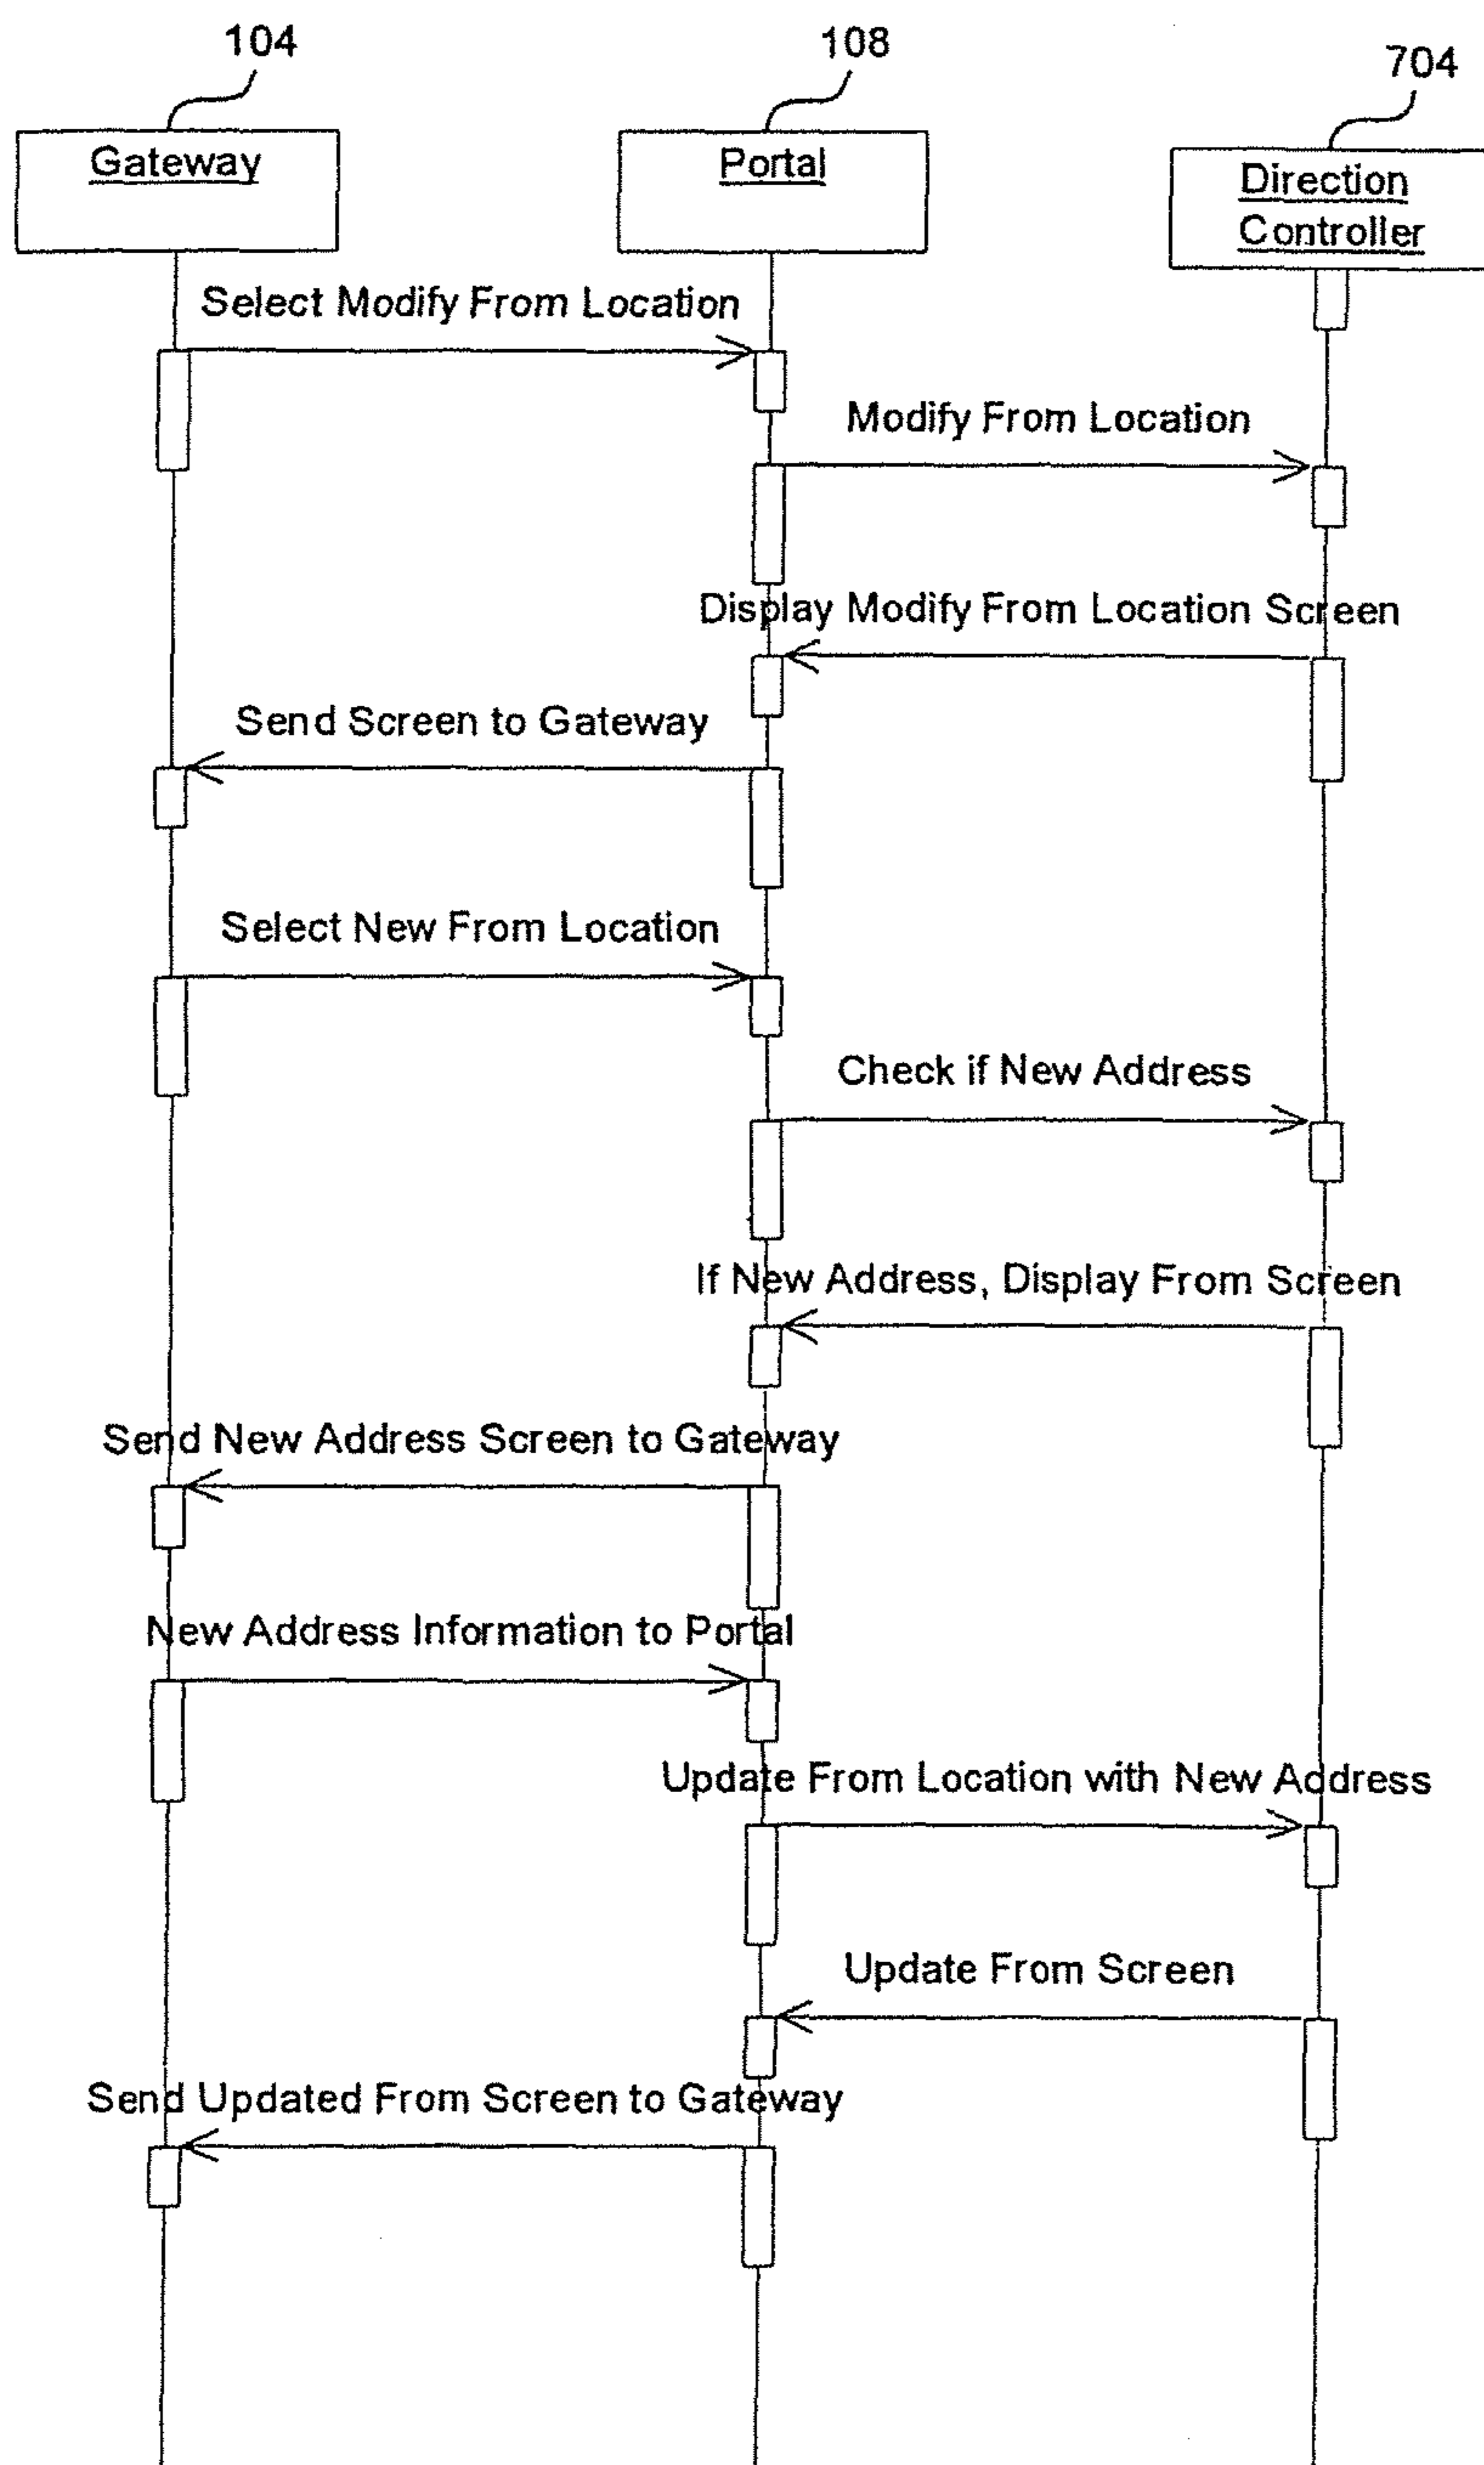 104
108
704
Gateway
Portal
Direction
Controller
Select Modify From Location
Modify From Location
Display Modify From Location Screen
Send Screen to Gateway
Select New From Location
Check if New Address
If New Address, Display From Screen
Send New Address Screen to Gateway
New Address Information to Portal
Update From Location with New Address
Update From Screen
Send Updated From Screen to Gateway